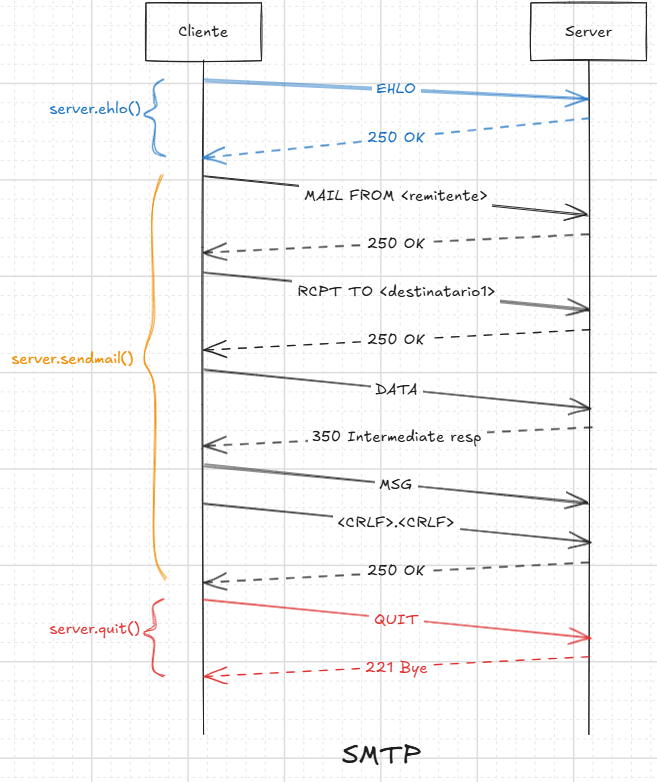 Cliente
Server
server.ehlo()
EHLO
250 OK
MAIL FROM <remitente>
250 OK
RCPT TO <destinatario1>
250 OK
server.sendmail()
DATA
350 Intermediate resp
MSG
<CRLF>.<CRLF>
250 OK
server.quit()
QUIT
221 Bye
SMTP